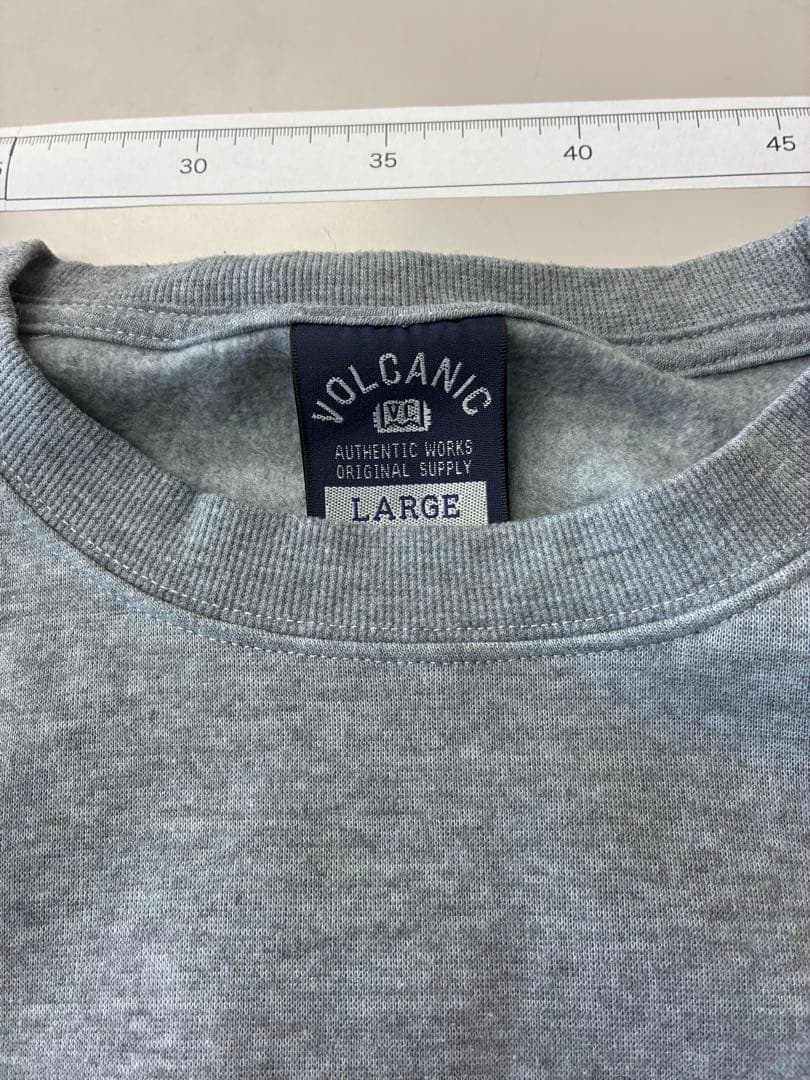 30 35 40 45
VOLCANIC
VC
AUTHENTIC WORKS
ORIGINAL SUPPLY
LARGE